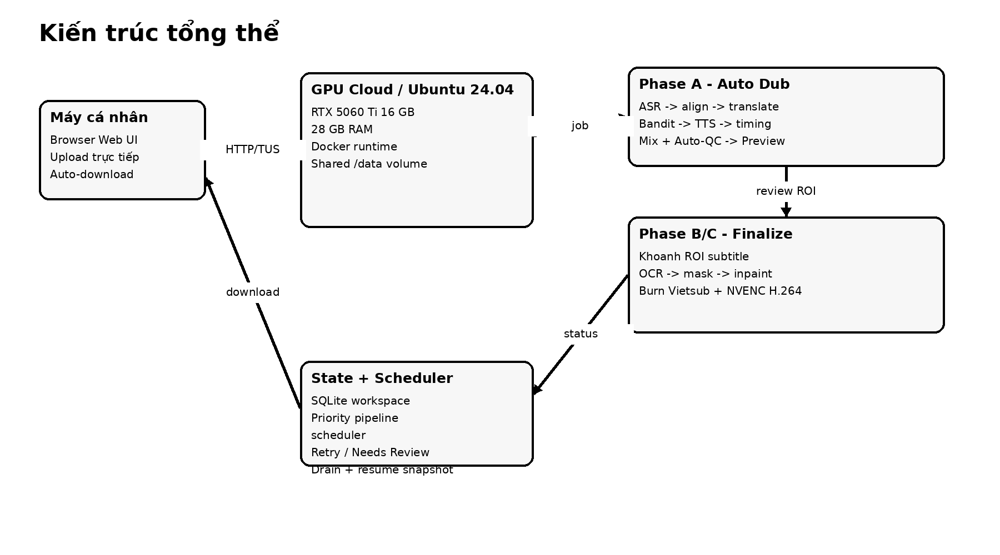 Kiến trúc tổng thể
Máy cá nhân
Browser Web UI
Upload trực tiếp
Auto-download
HTTP/TUS
GPU Cloud / Ubuntu 24.04
RTX 5060 Ti 16 GB
28 GB RAM
Docker runtime
Shared /data volume
job
Phase A - Auto Dub
ASR -> align -> translate
Bandit -> TTS -> timing
Mix + Auto-QC -> Preview
review ROI
Phase B/C - Finalize
Khoanh ROI subtitle
OCR -> mask -> inpaint
Burn Vietsub + NVENC H.264
status
State + Scheduler
SQLite workspace
Priority pipeline
scheduler
Retry / Needs Review
Drain + resume snapshot
download